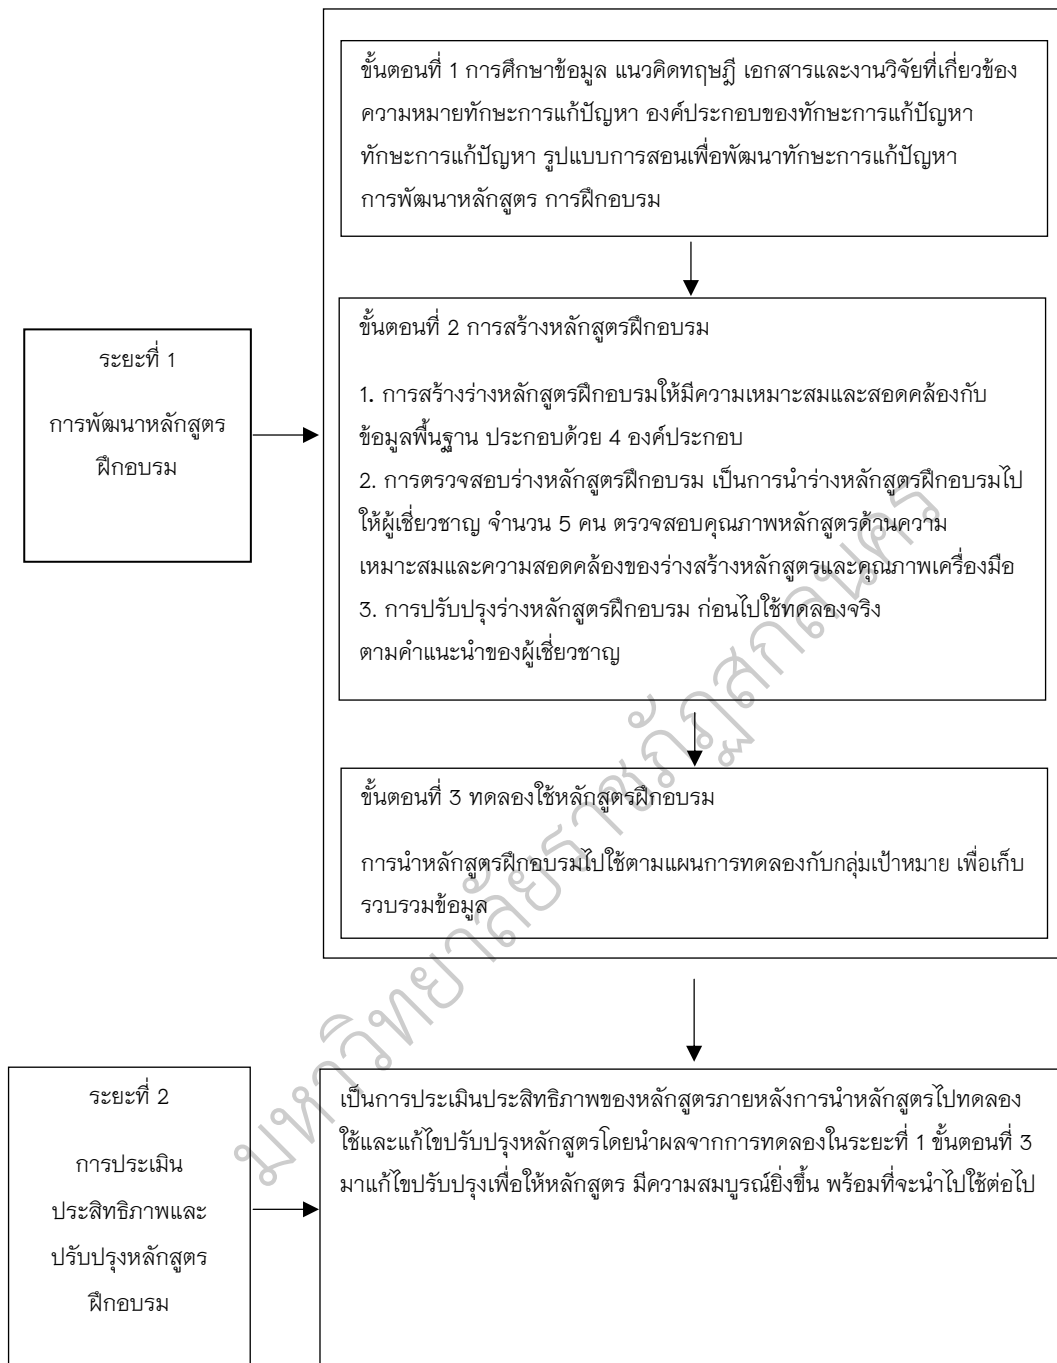 ขั้นตอนที่ 1 การศึกษาข้อมูล แนวคิดทฤษฎี เอกสารและงานวิจัยที่เกี่ยวข้อง
ความหมายทักษะการแก้ปัญหา องค์ประกอบของทักษะการแก้ปัญหา
ทักษะการแก้ปัญหา รูปแบบการสอนเพื่อพัฒนาทักษะการแก้ปัญหา
การพัฒนาหลักสูตร การฝึกอบรม
ระยะที่ 1
การพัฒนาหลักสูตร
ฝึกอบรม
ขั้นตอนที่ 2 การสร้างหลักสูตรฝึกอบรม
1. การสร้างร่างหลักสูตรฝึกอบรมให้มีความเหมาะสมและสอดคล้องกับ
ข้อมูลพื้นฐาน ประกอบด้วย 4 องค์ประกอบ
2. การตรวจสอบร่างหลักสูตรฝึกอบรม เป็นการนำร่างหลักสูตรฝึกอบรมไป
ให้ผู้เชี่ยวชาญ จำนวน 5 คน ตรวจสอบคุณภาพหลักสูตรด้านความ
เหมาะสมและความสอดคล้องของร่างสร้างหลักสูตรและคุณภาพเครื่องมือ
3. การปรับปรุงร่างหลักสูตรฝึกอบรม ก่อนไปใช้ทดลองจริง
ตามคำแนะนำของผู้เชี่ยวชาญ
ขั้นตอนที่ 3 ทดลองใช้หลักสูตรฝึกอบรม
การนำหลักสูตรฝึกอบรมไปใช้ตามแผนการทดลองกับกลุ่มเป้าหมาย เพื่อเก็บ
รวบรวมข้อมูล
ระยะที่ 2
การประเมิน
ประสิทธิภาพและ
ปรับปรุงหลักสูตร
ฝึกอบรม
เป็นการประเมินประสิทธิภาพของหลักสูตรภายหลังการนำหลักสูตรไปทดลอง
ใช้และแก้ไขปรับปรุงหลักสูตรโดยนำผลจากการทดลองในระยะที่ 1 ขั้นตอนที่ 3
มาแก้ไขปรับปรุงเพื่อให้หลักสูตร มีความสมบูรณ์ยิ่งขึ้น พร้อมที่จะนำไปใช้ต่อไป
มหาวิทยาลัยราชภัฏสกลนคร